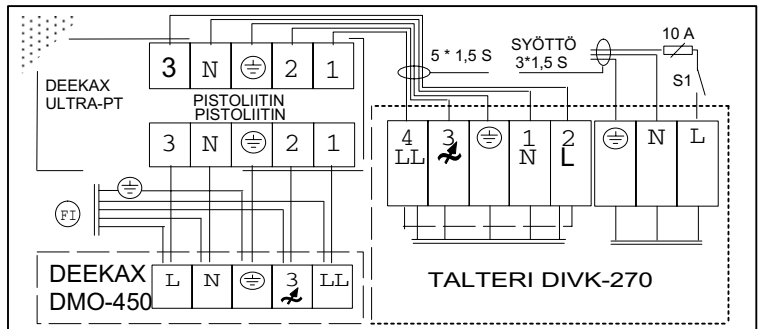 10 A
SYÖTTÖ
3*1,5 S
5 * 1,5 S
S1
3 N 2 1
DEEKAX
ULTRA-PT
PISTOLIITIN
PISTOLIITIN
3 N 2 1
4 3 1 2 N L
LL N L
FI
DEEKAX
DMO-450
L N 3 LL
TALTERI DIVK-270